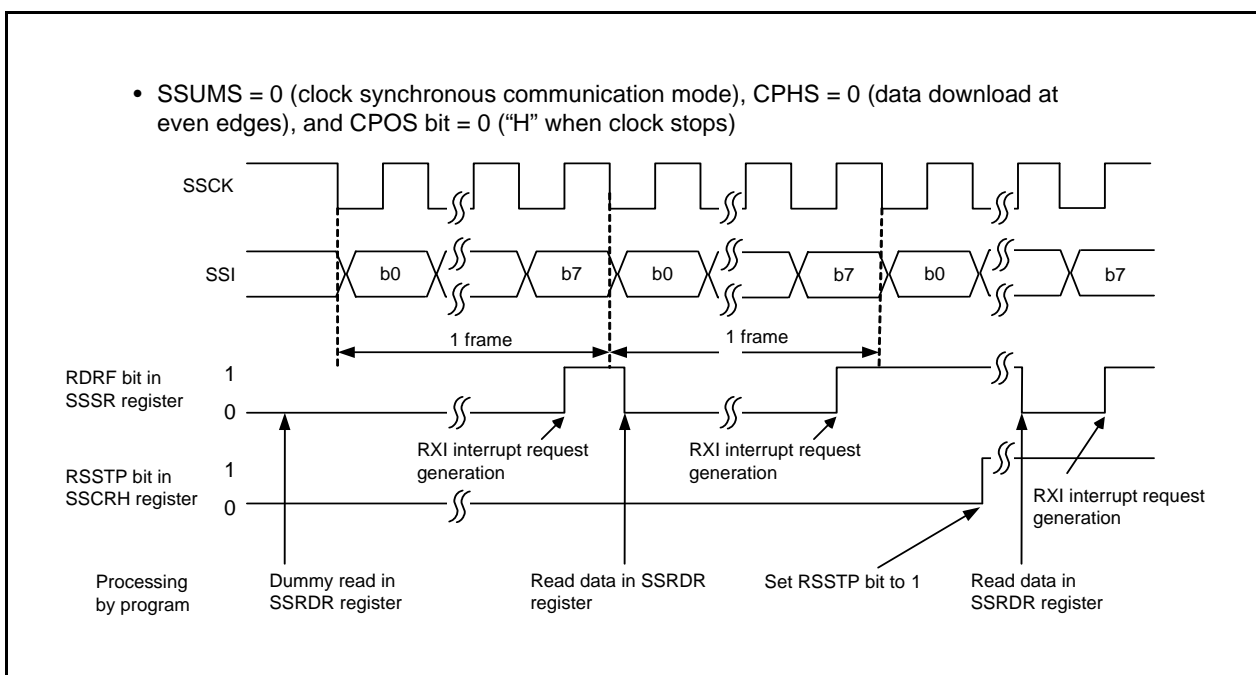 • SSUMS = 0 (clock synchronous communication mode), CPHS = 0 (data download at
even edges), and CPOS bit = 0 (“H” when clock stops)
SSCK
SSI
b0
b7
b0
b7
b0
b7
1 frame
1 frame
RDRF bit in
SSSR register
1
0
RXI interrupt request
generation
RXI interrupt request
generation
RXI interrupt request
generation
RSSTP bit in
SSCRH register
1
0
Processing
by program
Dummy read in
SSRDR register
Read data in SSRDR
register
Set RSSTP bit to 1
Read data in
SSRDR register